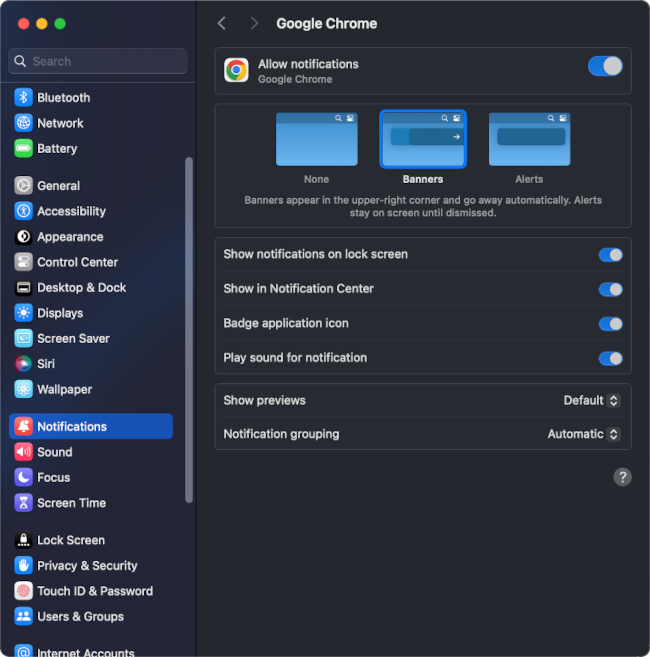 Google Chrome
Search
Bluetooth
Network
Battery
General
Accessibility
Appearance
Control Center
Desktop & Dock
Displays
Screen Saver
Siri
Wallpaper
Notifications
Sound
Focus
Screen Time
Lock Screen
Privacy & Security
Touch ID & Password
Users & Groups
Internet Accounts
Allow notifications
Google Chrome
None
Banners
Alerts
Banners appear in the upper-right corner and go away automatically. Alerts
stay on screen until dismissed.
Show notifications on lock screen
Show in Notification Center
Badge application icon
Play sound for notification
Show previews
Default
Notification grouping
Automatic
?